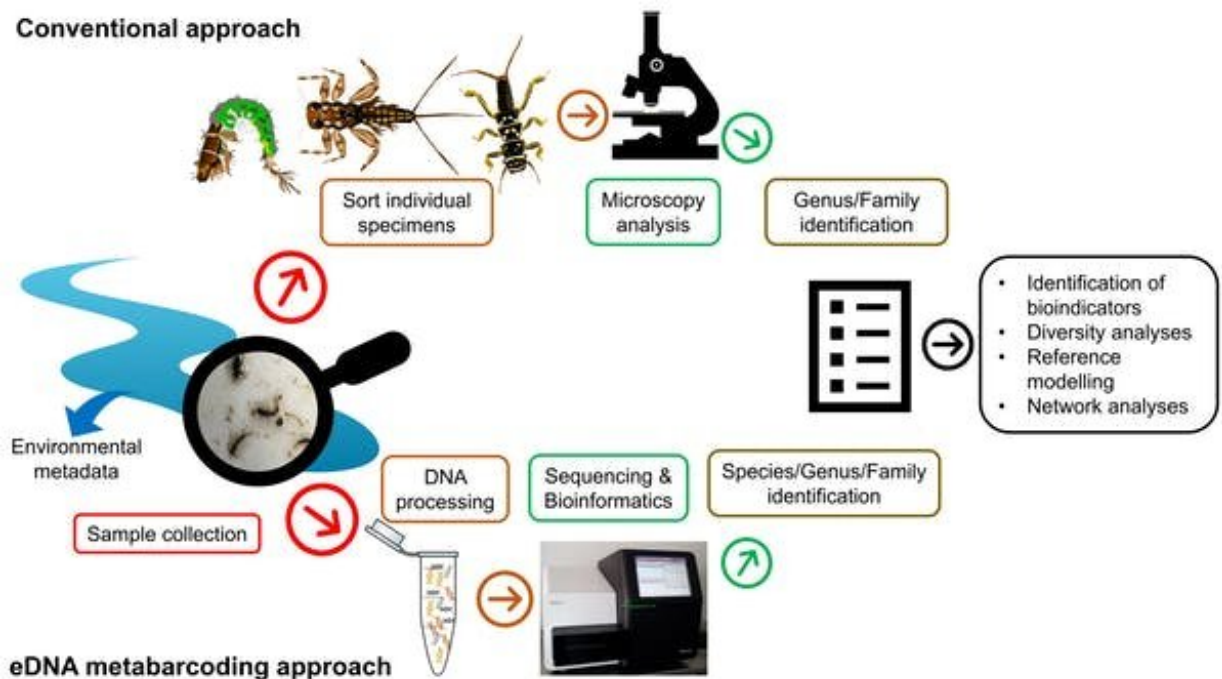 Conventional approach
Sort individual
specimens
Microscopy
analysis
Genus/Family
identification
Environmental
metadata
Sample collection
DNA
processing
Sequencing &
Bioinformatics
Species/Genus/Family
identification
• Identification of
bioindicators
• Diversity analyses
• Reference
modelling
• Network analyses
eDNA metabarcoding approach